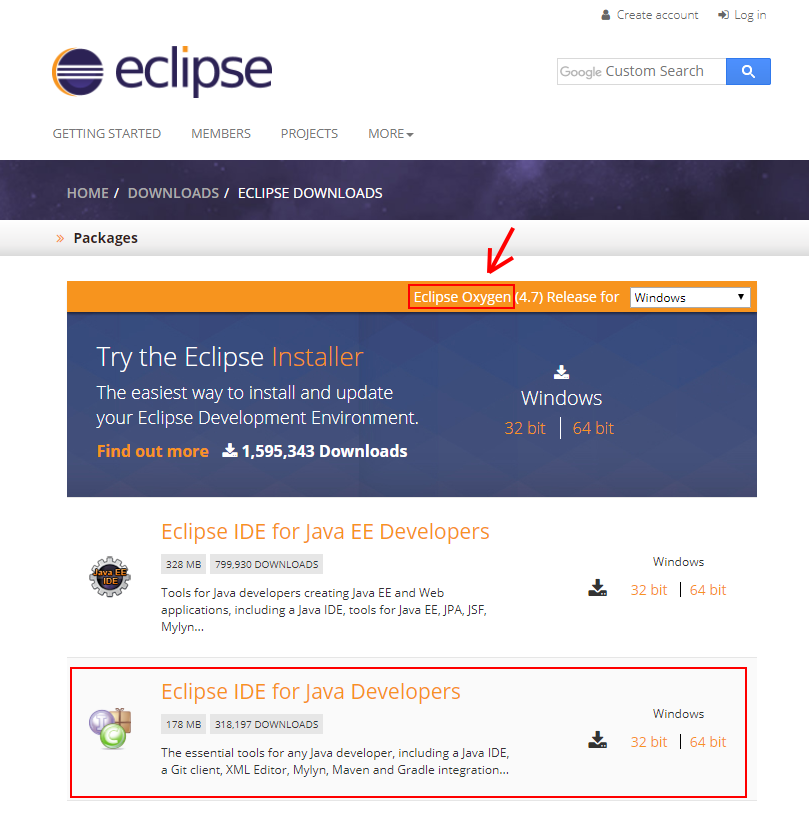 Create account Log in
eclipse
Google Custom Search
GETTING STARTED MEMBERS PROJECTS MORE
HOME / DOWNLOADS / ECLIPSE DOWNLOADS
» Packages
Eclipse Oxygen (4.7) Release for Windows
Try the Eclipse Installer
The easiest way to install and update
your Eclipse Development Environment.
Find out more 1,595,343 Downloads
Windows
32 bit | 64 bit
Eclipse IDE for Java EE Developers
328 MB 799,930 DOWNLOADS
Tools for Java developers creating Java EE and Web
applications, including a Java IDE, tools for Java EE, JPA, JSF,
Mylyn...
Java EE
IDE
Windows
32 bit | 64 bit
Eclipse IDE for Java Developers
178 MB 318,197 DOWNLOADS
The essential tools for any Java developer, including a Java IDE,
a Git client, XML Editor, Mylyn, Maven and Gradle integration...
J
C
Windows
32 bit | 64 bit